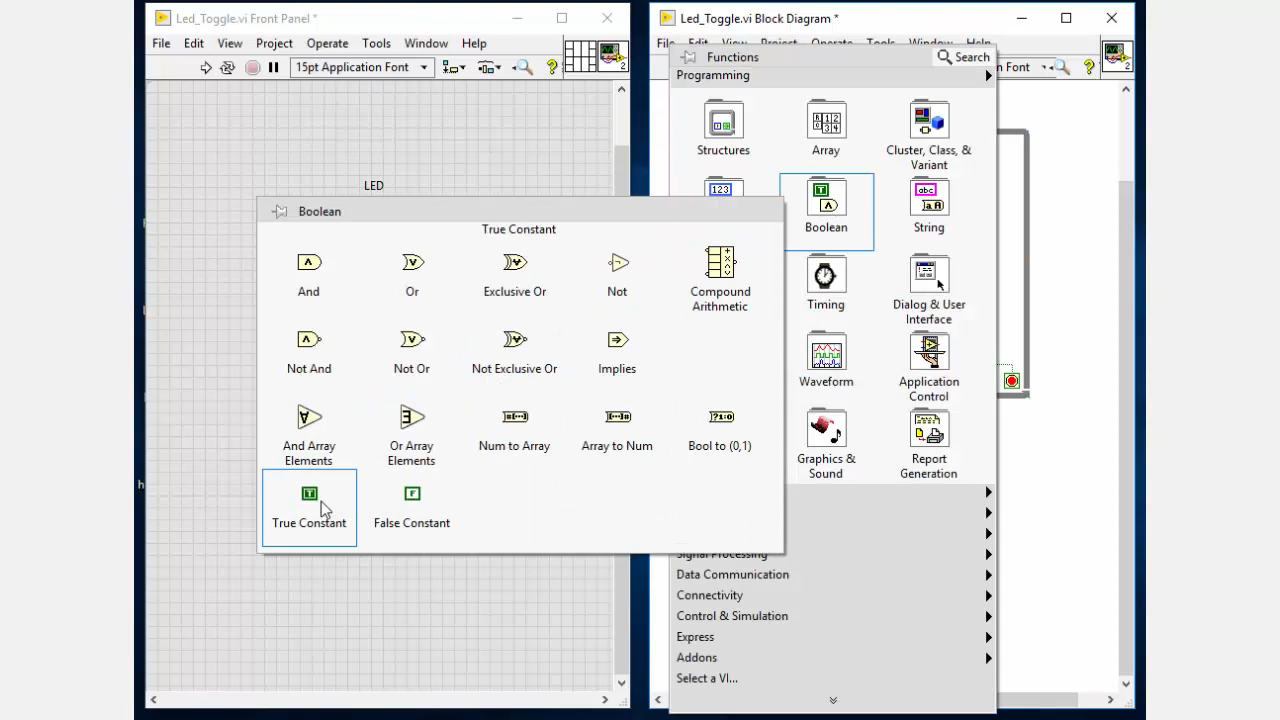 Led_Toggle.vi Front Panel *
File Edit View Project Operate Tools Window Help
15pt Application Font
2
LED
Led_Toggle.vi Block Diagram *
2
Functions
Search
Programming
Structures
Array
Cluster, Class, &
Variant
123
Boolean
String
Timing
Dialog & User
Interface
Waveform
Application
Control
Graphics &
Sound
Report
Generation
Signal Processing
Data Communication
Connectivity
Control & Simulation
Express
Addons
Select a VI...
Boolean
True Constant
And
Or
Exclusive Or
Not
Compound
Arithmetic
Not And
Not Or
Not Exclusive Or
Implies
And Array
Elements
Or Array
Elements
Num to Array
Array to Num
Bool to (0,1)
True Constant
False Constant